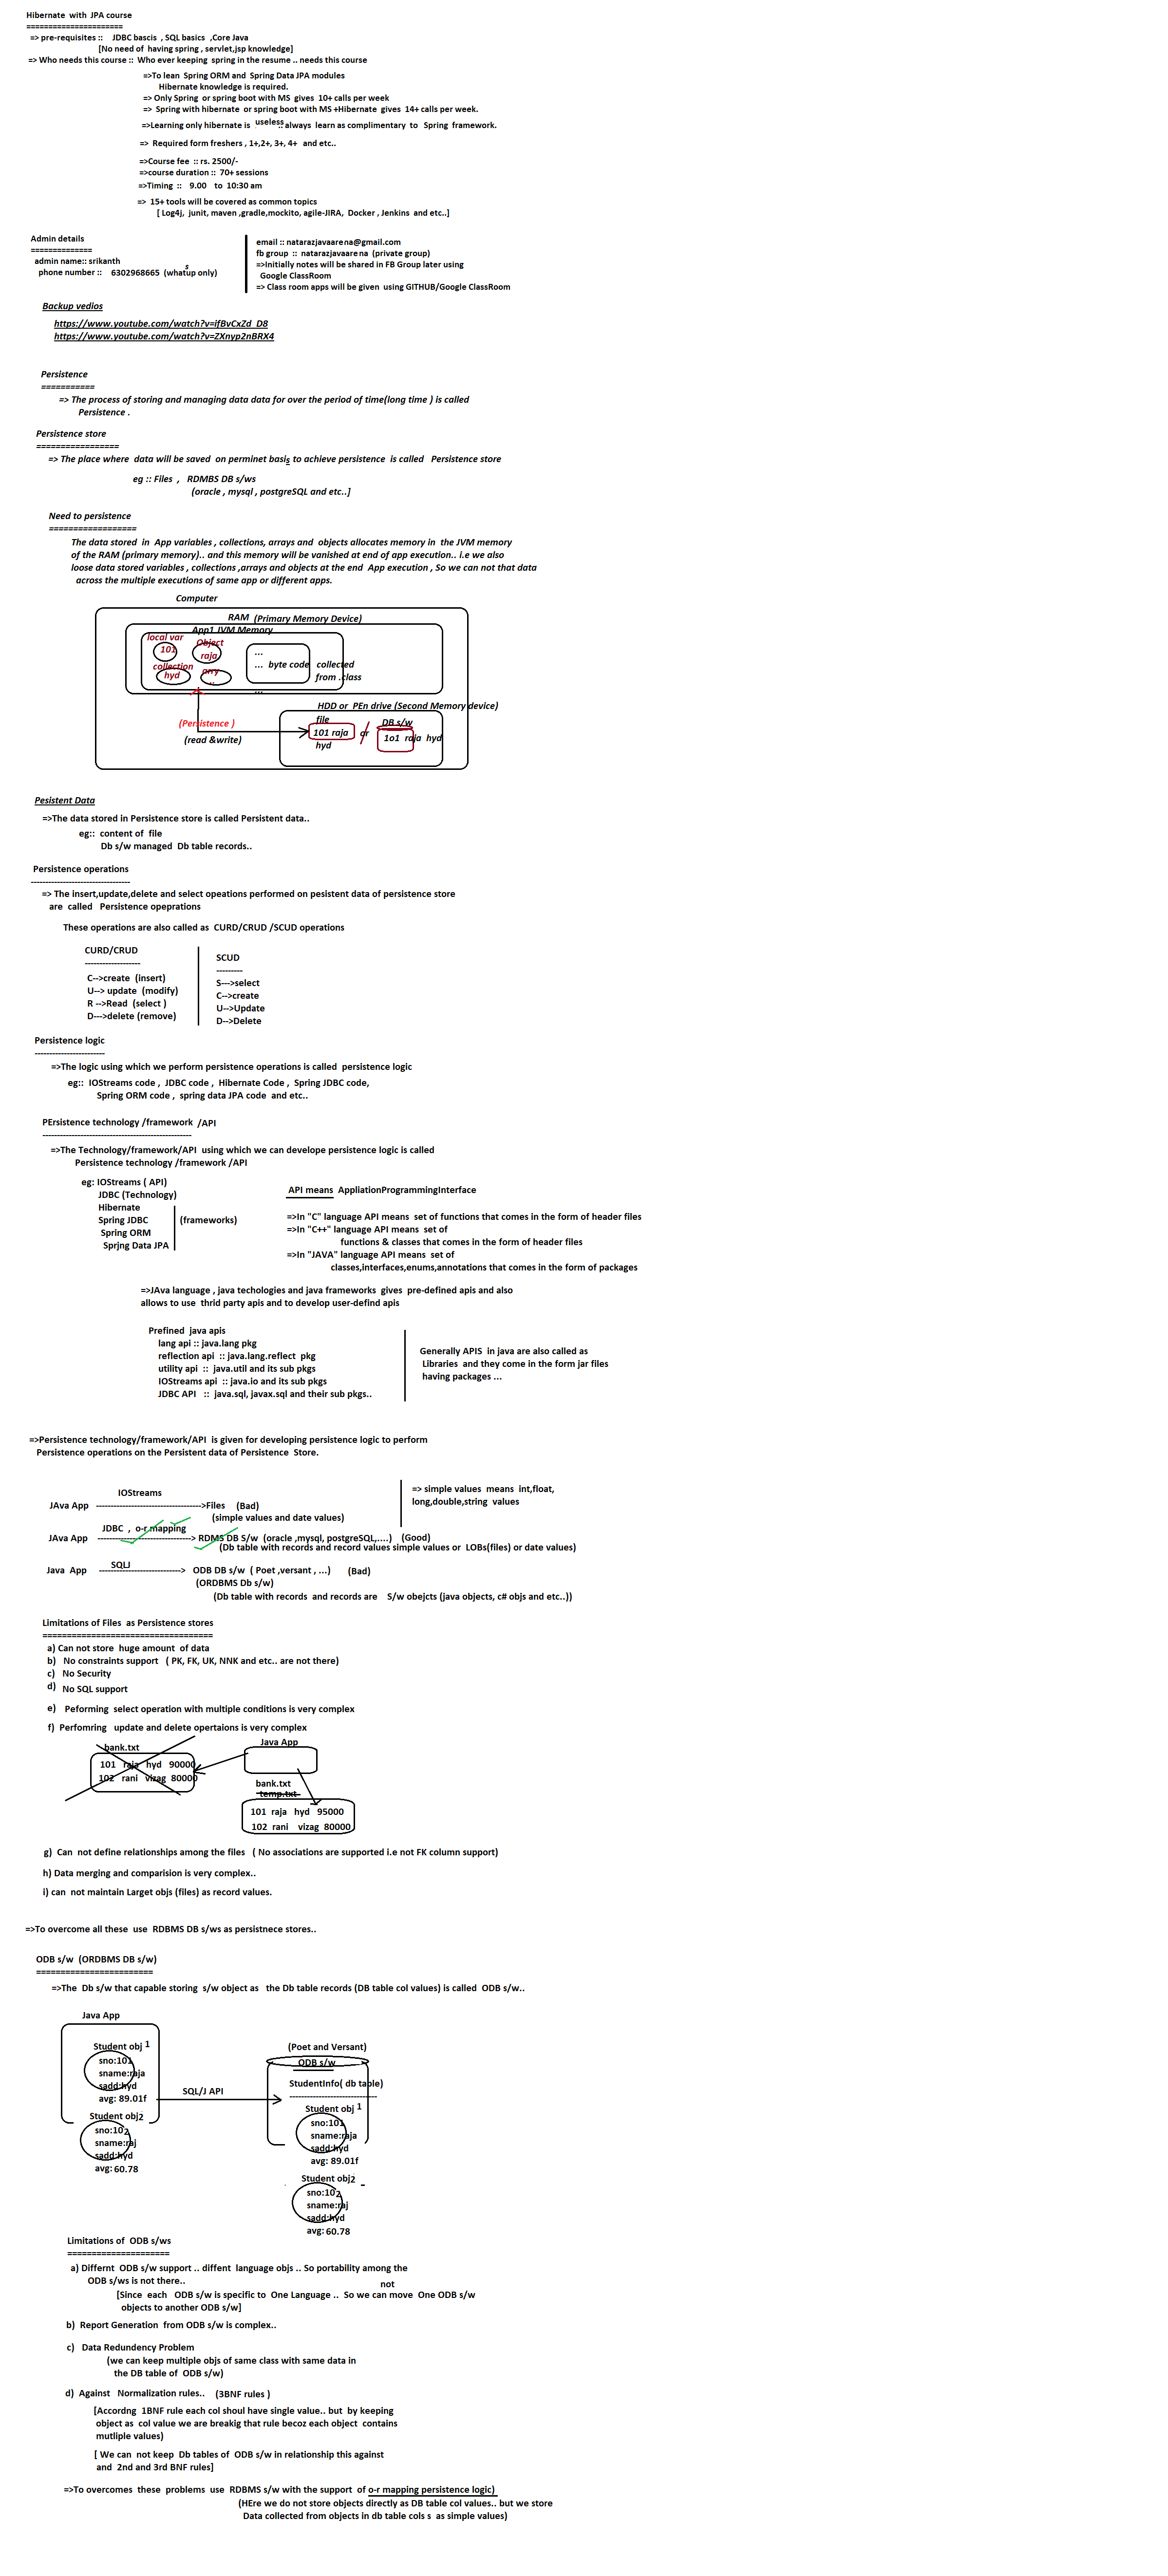 Hibernate with JPA course
======================
=> pre-requisites :: JDBC bascis , SQL basics ,Core Java
[No need of having spring , servlet,jsp knowledge]
=> Who needs this course :: Who ever keeping spring in the resume .. needs this course
=>To lean Spring ORM and Spring Data JPA modules
Hibernate knowledge is required.
=> Only Spring or spring boot with MS gives 10+ calls per week
=> Spring with hibernate or spring boot with MS +Hibernate gives 14+ calls per week.
=>Learning only hibernate is useless.. always learn as complimentary to Spring framework.
=> Required form freshers , 1+,2+, 3+, 4+ and etc..
=>Course fee :: rs. 2500/-
=>course duration :: 70+ sessions
=>Timing :: 9.00 to 10:30 am
=> 15+ tools will be covered as common topics
[ Log4j, junit, maven ,gradle,mockito, agile-JIRA, Docker , Jenkins and etc..]
Admin details
==============
admin name:: srikanth
phone number :: 6302968665 (whatsup only)
email :: natarazjavaarena@gmail.com
fb group :: natarazjavaarena (private group)
=>Initially notes will be shared in FB Group later using
Google ClassRoom
=> Class room apps will be given using GITHUB/Google ClassRoom
Backup vedios
https://www.youtube.com/watch?v=ifBvCxZd_D8
https://www.youtube.com/watch?v=ZXnyp2nBRX4
Persistence
===========
=> The process of storing and managing data data for over the period of time(long time ) is called
Persistence .
Persistence store
=================
=> The place where data will be saved on perminet basis to achieve persistence is called Persistence store
eg :: Files , RDMBS DB s/ws
(oracle , mysql , postgreSQL and etc..]
Need to persistence
==================
The data stored in App variables , collections, arrays and objects allocates memory in the JVM memory
of the RAM (primary memory).. and this memory will be vanished at end of app execution.. i.e we also
loose data stored variables , collections ,arrays and objects at the end App execution , So we can not that data
across the multiple executions of same app or different apps.
Computer
RAM (Primary Memory Device)
App1 JVM Memory
local var Object
101 raja
collection arry
hyd ..
...
... byte code collected
from .class
...
HDD or PEn drive (Second Memory device)
(Persistence )
(read &write)
file
101 raja
hyd
or
DB s/w
1o1 raja hyd
Pesistent Data
=>The data stored in Persistence store is called Persistent data..
eg:: content of file
Db s/w managed Db table records..
Persistence operations
----------------------------------
=> The insert,update,delete and select opeations performed on pesistent data of persistence store
are called Persistence opeprations
These operations are also called as CURD/CRUD /SCUD operations
CURD/CRUD
-------------------
C-->create (insert)
U--> update (modify)
R -->Read (select )
D--->delete (remove)
SCUD
---------
S--->select
C-->create
U-->Update
D-->Delete
Persistence logic
------------------------
=>The logic using which we perform persistence operations is called persistence logic
eg:: IOStreams code , JDBC code , Hibernate Code , Spring JDBC code,
Spring ORM code , spring data JPA code and etc..
PErsistence technology /framework /API
---------------------------------------------------
=>The Technology/framework/API using which we can develope persistence logic is called
Persistence technology /framework /API
eg: IOStreams ( API)
JDBC (Technology)
Hibernate
Spring JDBC (frameworks)
Spring ORM
Sprjng Data JPA
API means AppliationProgrammingInterface
=>In "C" language API means set of functions that comes in the form of header files
=>In "C++" language API means set of
functions & classes that comes in the form of header files
=>In "JAVA" language API means set of
classes,interfaces,enums,annotations that comes in the form of packages
=>JAva language , java techologies and java frameworks gives pre-defined apis and also
allows to use thrid party apis and to develop user-defind apis
Prefined java apis
lang api :: java.lang pkg
reflection api :: java.lang.reflect pkg
utility api :: java.util and its sub pkgs
IOStreams api :: java.io and its sub pkgs
JDBC API :: java.sql, javax.sql and their sub pkgs..
Generally APIS in java are also called as
Libraries and they come in the form jar files
having packages ...
=>Persistence technology/framework/API is given for developing persistence logic to perform
Persistence operations on the Persistent data of Persistence Store.
IOStreams
JAva App ------------------------------------>Files (Bad)
(simple values and date values)
=> simple values means int,float,
long,double,string values
JDBC , o-r mapping
JAva App --------------------------------> RDMS DB S/w (oracle ,mysql, postgreSQL,....) (Good)
(Db table with records and record values simple values or LOBs(files) or date values)
SQLJ
Java App ----------------------------> ODB DB s/w ( Poet ,versant , ...) (Bad)
(ORDBMS Db s/w)
(Db table with records and records are S/w obejcts (java objects, c# objs and etc..))
Limitations of Files as Persistence stores
===================================
a) Can not store huge amount of data
b) No constraints support ( PK, FK, UK, NNK and etc.. are not there)
c) No Security
d) No SQL support
e) Peforming select operation with multiple conditions is very complex
f) Perfomring update and delete opertaions is very complex
bank.txt
101 raja hyd 90000
102 rani vizag 80000
Java App
bank.txt
temp.txt
101 raja hyd 95000
102 rani vizag 80000
g) Can not define relationships among the files ( No associations are supported i.e not FK column support)
h) Data merging and comparision is very complex..
i) can not maintain Larget objs (files) as record values.
=>To overcome all these use RDBMS DB s/ws as persistnece stores..
ODB s/w (ORDBMS DB s/w)
========================
=>The Db s/w that capable storing s/w object as the Db table records (DB table col values) is called ODB s/w..
Java App
Student obj 1
sno:101
sname:raja
sadd:hyd
avg: 89.01f
Student obj2
sno:102
sname:raj
sadd:hyd
avg: 60.78
SQL/J API
(Poet and Versant)
ODB s/w
StudentInfo( db table)
------------------------------
Student obj 1
sno:101
sname:raja
sadd:hyd
avg: 89.01f
Student obj2
sno:102
sname:raj
sadd:hyd
avg: 60.78
Limitations of ODB s/ws
=====================
a) Differnt ODB s/w support .. diffent language objs .. So portability among the
ODB s/ws is not there..
[Since each ODB s/w is specific to One Language .. So we can not move One ODB s/w
objects to another ODB s/w]
b) Report Generation from ODB s/w is complex..
c) Data Redundency Problem
(we can keep multiple objs of same class with same data in
the DB table of ODB s/w)
d) Against Normalization rules.. (3BNF rules )
[Accordng 1BNF rule each col shoul have single value.. but by keeping
object as col value we are breakig that rule becoz each object contains
mutliple values)
[ We can not keep Db tables of ODB s/w in relationship this against
and 2nd and 3rd BNF rules]
=>To overcomes these problems use RDBMS s/w with the support of o-r mapping persistence logic)
(HEre we do not store objects directly as DB table col values.. but we store
Data collected from objects in db table cols s as simple values)